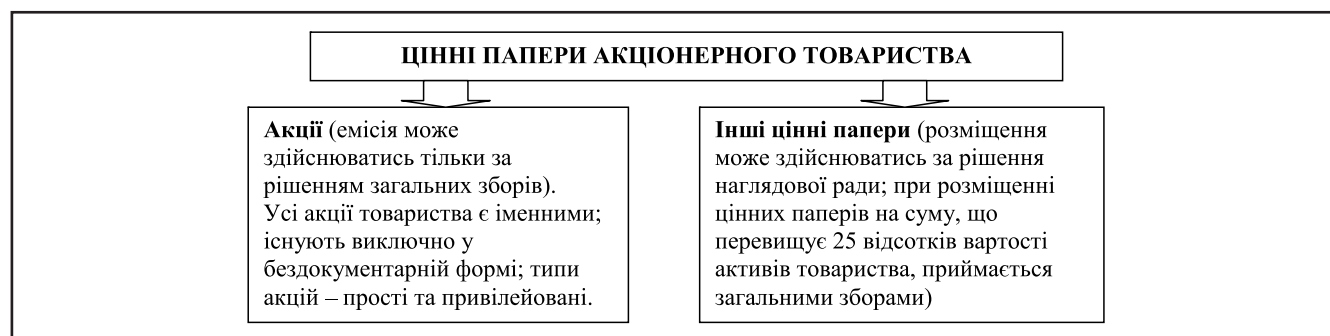 ЦІННІ ПАПЕРИ АКЦІОНЕРНОГО ТОВАРИСТВА
Акції (емісія може
здійснюватись тільки за
рішенням загальних зборів).
Усі акції товариства є іменними;
існують виключно у
бездокументарній формі; типи
акцій – прості та привілейовані.
Інші цінні папери (розміщення
може здійснюватись за рішення
наглядової ради; при розміщенні
цінних паперів на суму, що
перевищує 25 відсотків вартості
активів товариства, приймається
загальними зборами)